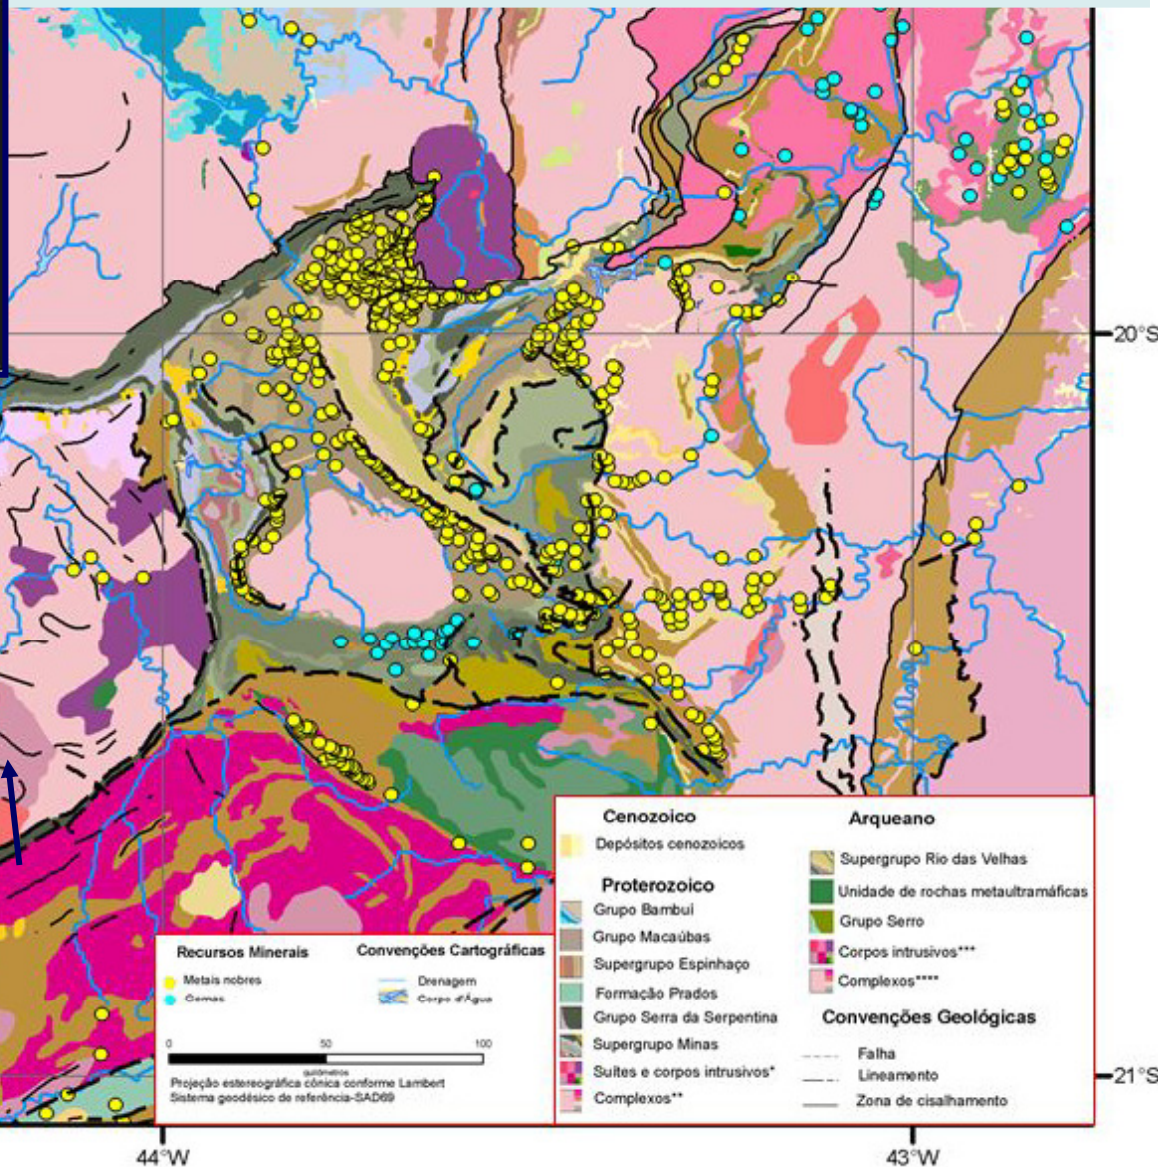 20°S
Cenozoico
Depósitos cenozoicos
Proterozoico
Grupo Bambuí
Grupo Macaúbas
Supergrupo Espinhaço
Formação Prados
Grupo Serra da Serpentina
Supergrupo Minas
Suítes e corpos intrusivos*
Complexos**
Arqueano
Supergrupo Rio das Velhas
Unidade de rochas metaultramáficas
Grupo Serro
Corpos intrusivos***
Complexos****
Convenções Geológicas
Falha
Lineamento
Zona de cisalhamento
Recursos Minerais
Metais nobres
Gemas
Convenções Cartográficas
Drenagem
Corpo d'Água
0 50 100
quilômetros
Projeção estereográfica cônica conforme Lambert
Sistema geodésico de referência-SAD69
21°S
44°W
43°W